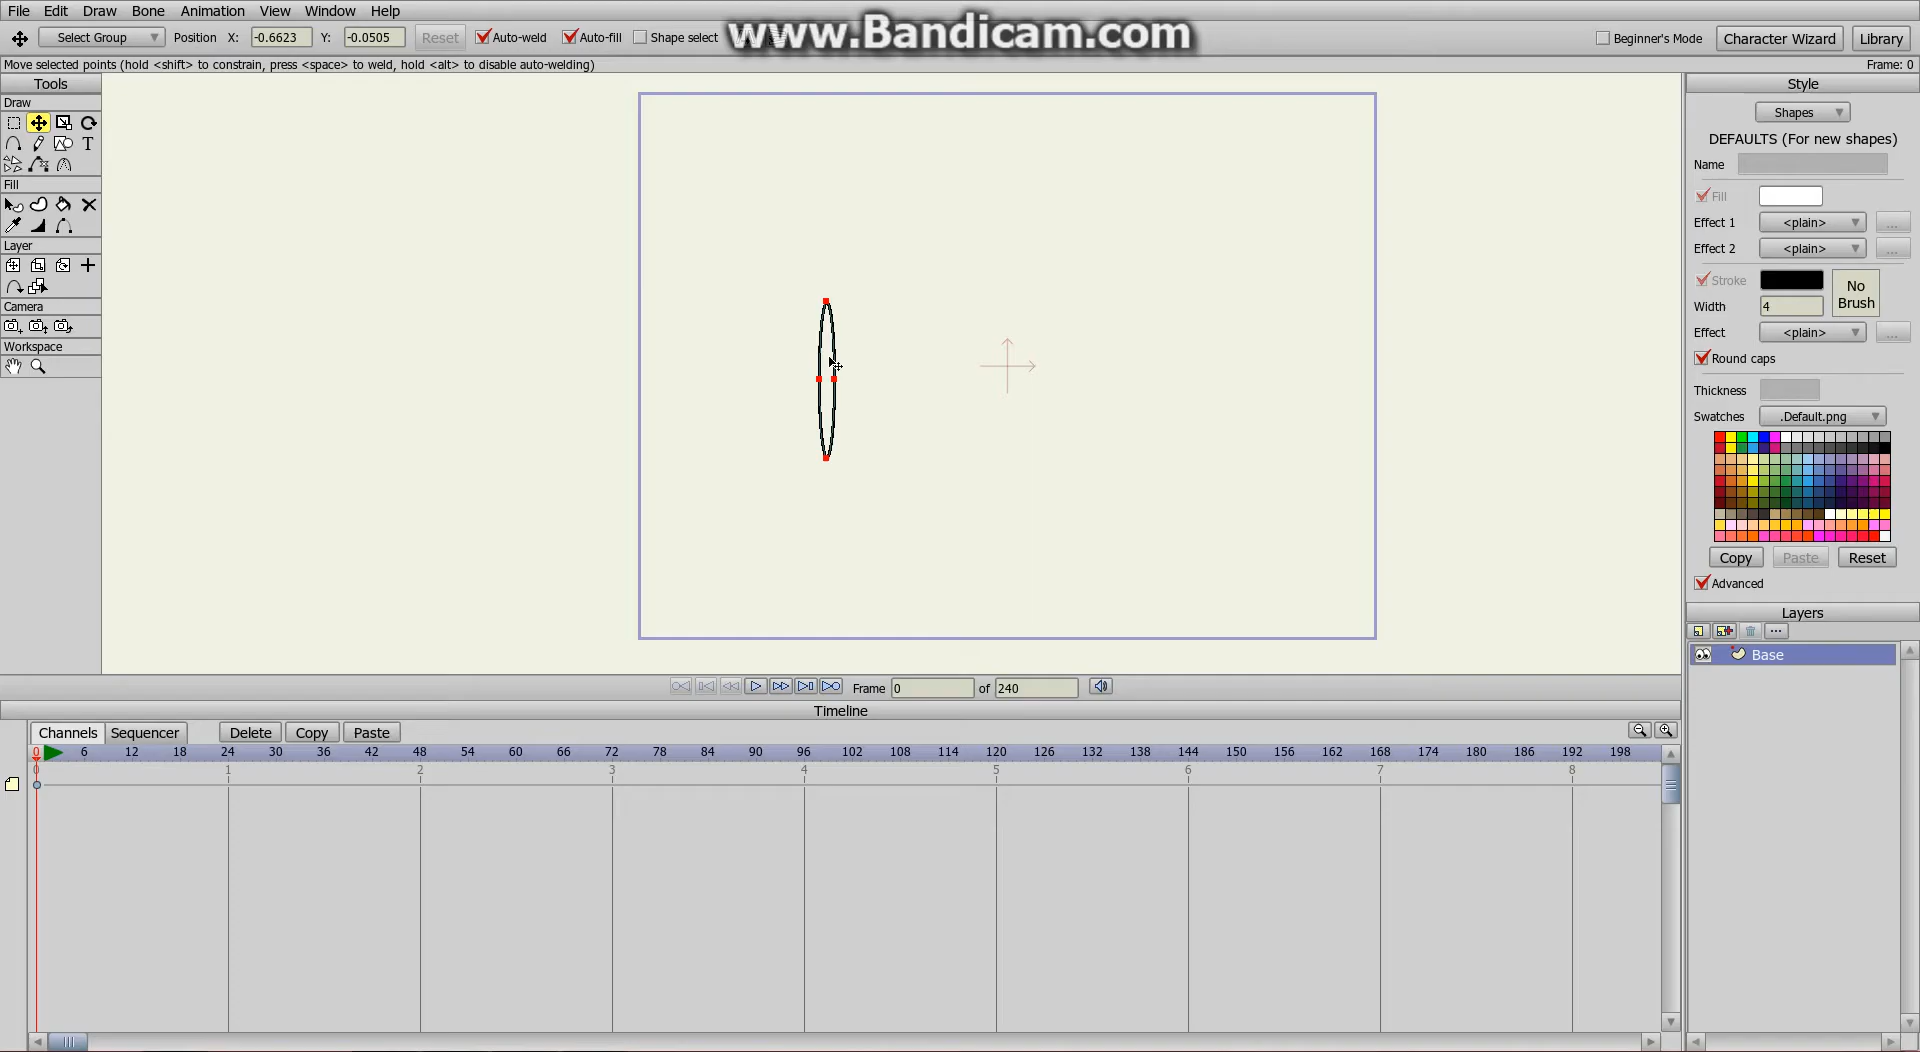 File Edit Draw Bone Animation View Window Help
www.Bandicam.com
Select Group Position X: -0.6623 Y: -0.0505 Reset Auto-weld Auto-fill Shape select Beginner's Mode Character Wizard Library
Move selected points (hold <shift> to constrain, press <space> to weld, hold <alt> to disable auto-welding) Frame: 0
Tools
Draw
T
Fill
Layer
Camera
Workspace
Style
Shapes
DEFAULTS (For new shapes)
Name
Fill
Effect 1 <plain> ...
Effect 2 <plain> ...
Stroke
No Brush
Width 4
Effect <plain> ...
Round caps
Thickness
Swatches .Default.png
Copy Paste Reset
Advanced
Layers
...
Base
Frame 0 of 240
Timeline
Channels Sequencer Delete Copy Paste
0 6 12 18 24 30 36 42 48 54 60 66 72 78 84 90 96 102 108 114 120 126 132 138 144 150 156 162 168 174 180 186 192 198
0 1 2 3 4 5 6 7 8